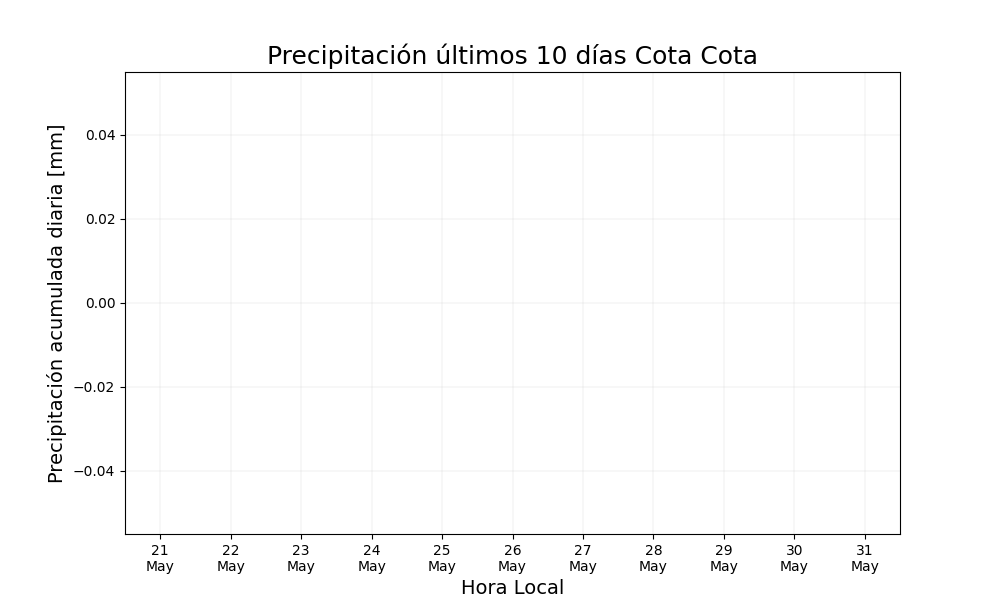 Precipitación últimos 10 días Cota Cota
Precipitación acumulada diaria [mm]
0.04
0.02
0.00
−0.02
−0.04
21 22 23 24 25 26 27 28 29 30 31
May May May May May May May May May May May
Hora Local